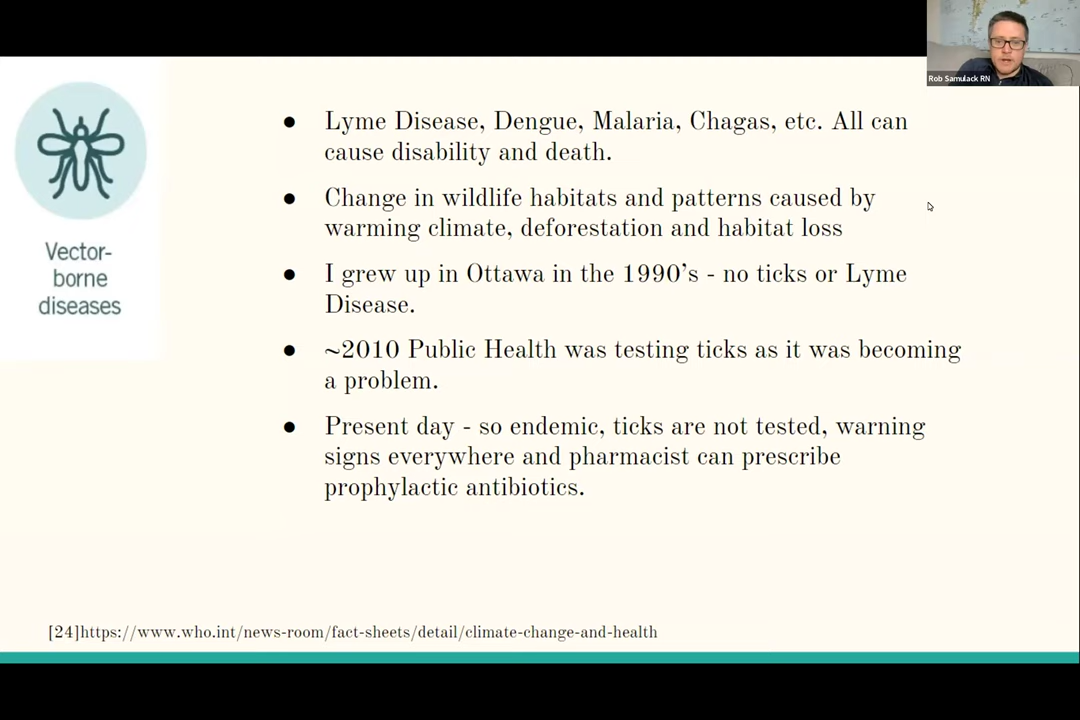 Rob Samulack RN
Vector-
borne
diseases
● Lyme Disease, Dengue, Malaria, Chagas, etc. All can
cause disability and death.
● Change in wildlife habitats and patterns caused by
warming climate, deforestation and habitat loss
● I grew up in Ottawa in the 1990's - no ticks or Lyme
Disease.
● ~2010 Public Health was testing ticks as it was becoming
a problem.
● Present day - so endemic, ticks are not tested, warning
signs everywhere and pharmacist can prescribe
prophylactic antibiotics.
[24]https://www.who.int/news-room/fact-sheets/detail/climate-change-and-health